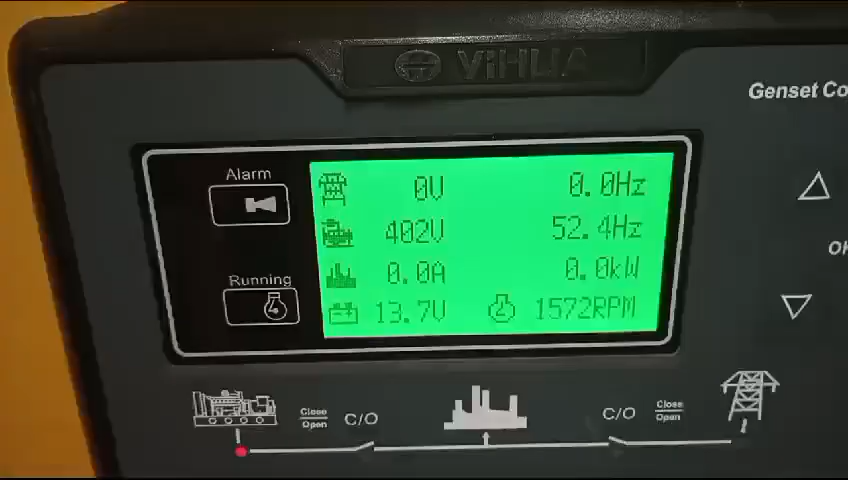 ViHUA
Genset Co
Alarm
0V 0.0Hz
402V 52.4Hz
0.0A 0.0kW
Running
13.7V 1572RPM
OK
Close
Open
C/O
C/O
Close
Open